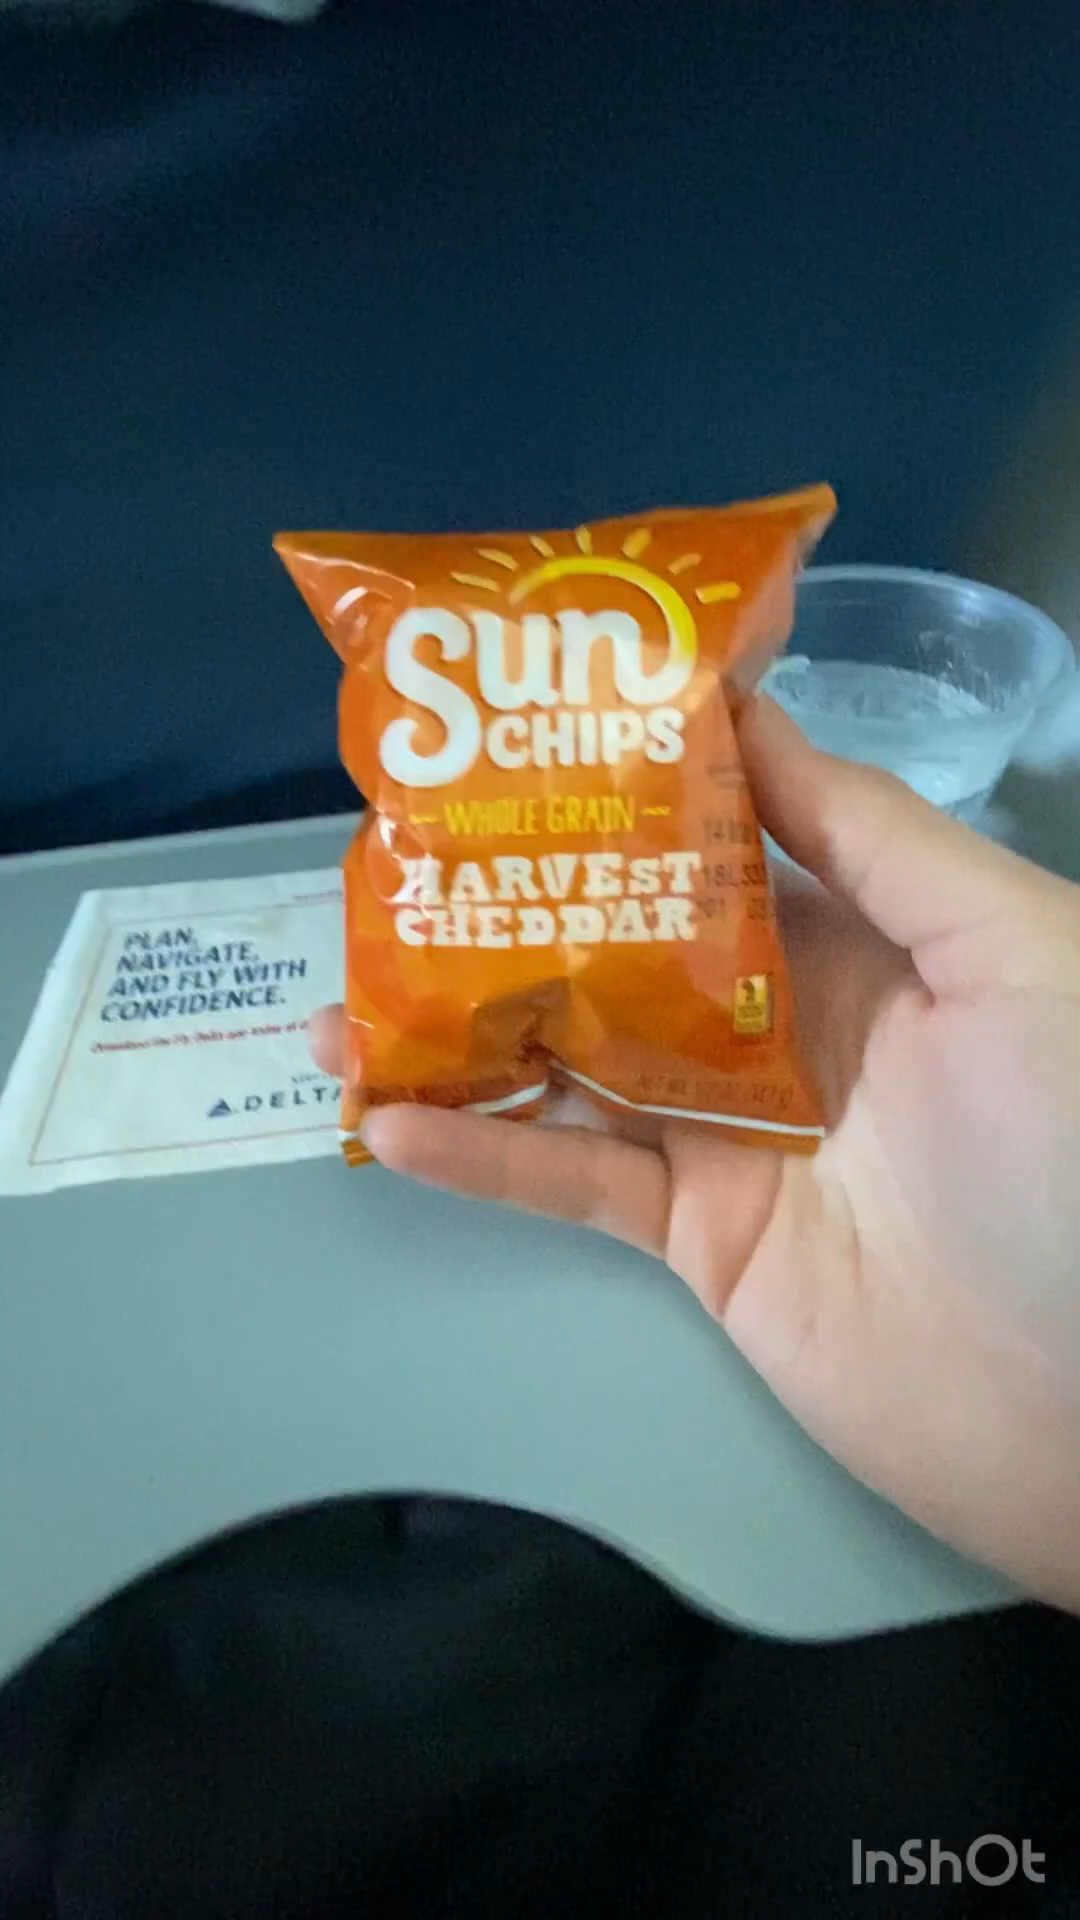 Sun
CHIPS
WHOLE GRAIN
HARVEST
CHEDDAR
PLAN,
NAVIGATE,
AND FLY WITH
CONFIDENCE.
DELTA
InShOt